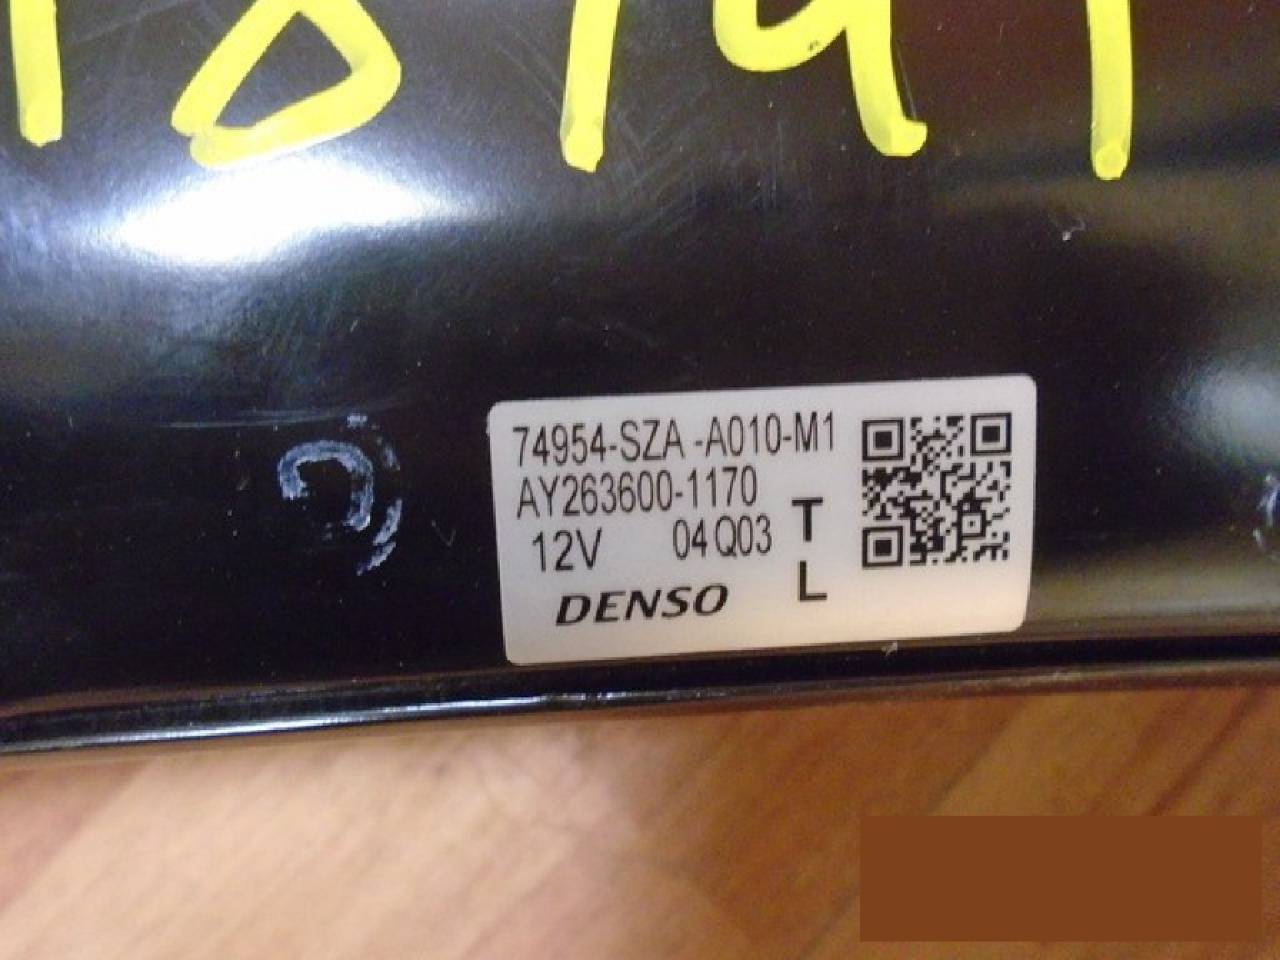 74954-SZA -A010-M1
AY263600-1170
12V 04Q03
T
L
DENSO